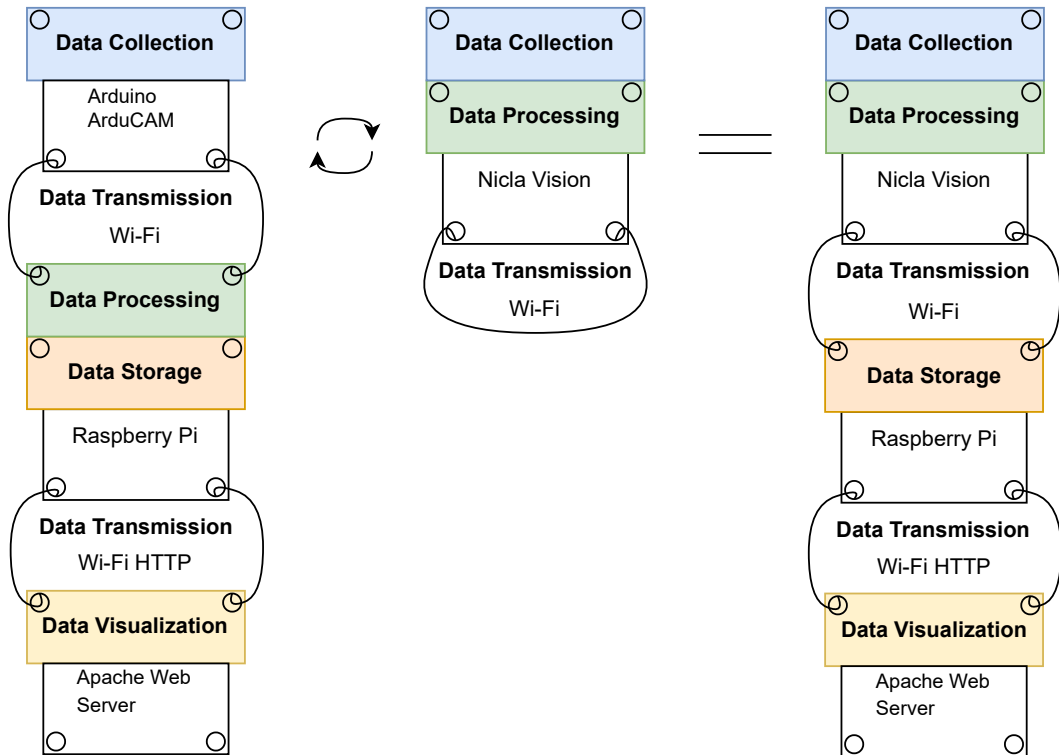 Data Collection
Arduino
ArduCAM
Data Transmission
Wi-Fi
Data Processing
Data Storage
Raspberry Pi
Data Transmission
Wi-Fi HTTP
Data Visualization
Apache Web
Server
Data Collection
Data Processing
Nicla Vision
Data Transmission
Wi-Fi
Data Collection
Data Processing
Nicla Vision
Data Transmission
Wi-Fi
Data Storage
Raspberry Pi
Data Transmission
Wi-Fi HTTP
Data Visualization
Apache Web
Server